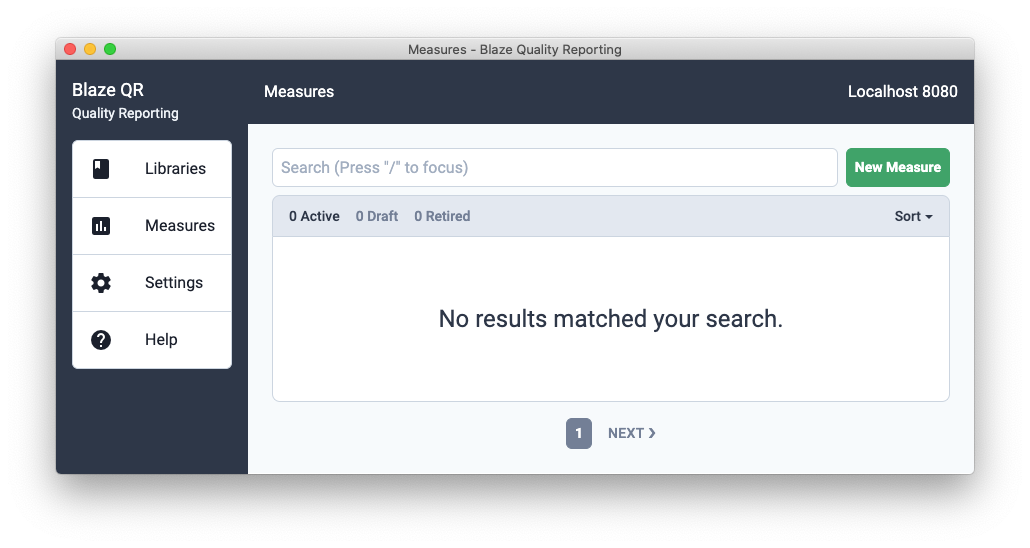 Measures - Blaze Quality Reporting
Blaze QR
Quality Reporting
Measures
Localhost 8080
Libraries
Measures
Settings
Help
Search (Press "/" to focus)
New Measure
0 Active 0 Draft 0 Retired
Sort
No results matched your search.
1 NEXT ❯